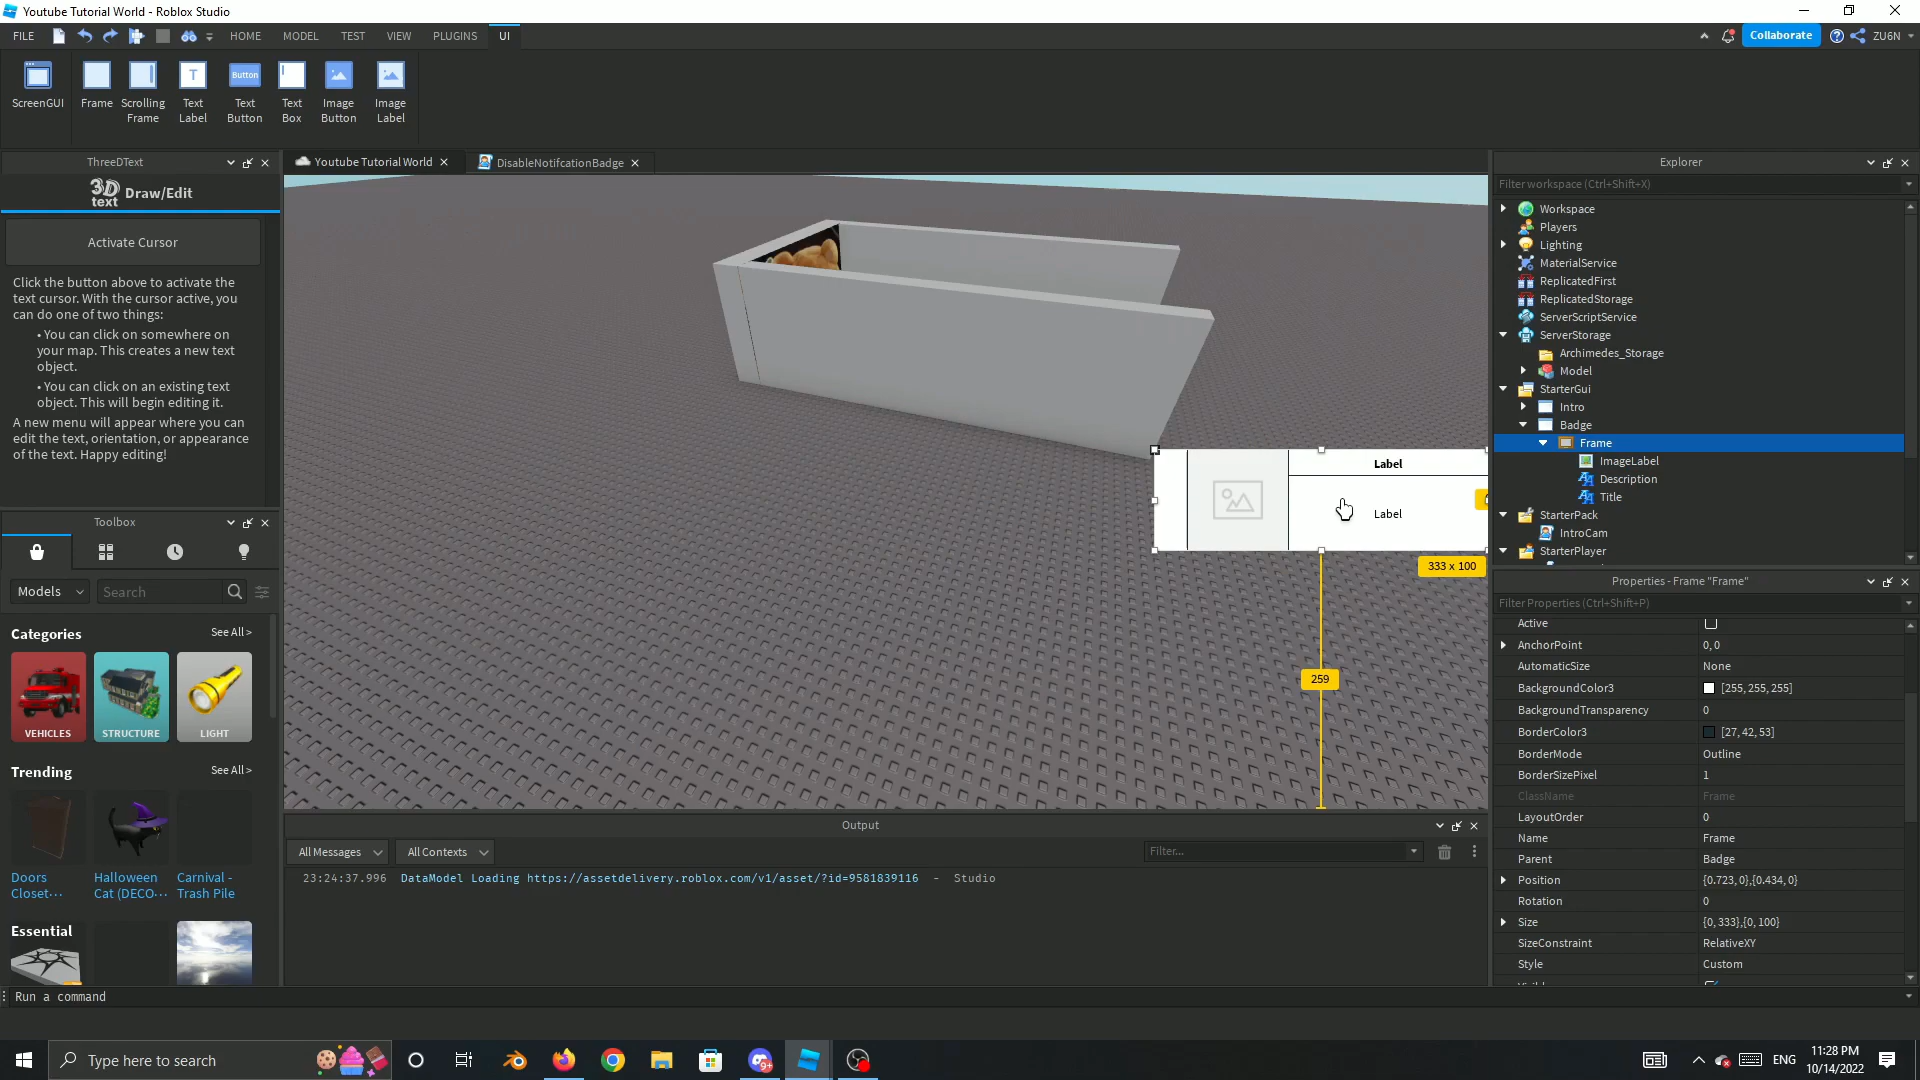 Youtube Tutorial World - Roblox Studio
FILE
HOME
MODEL
TEST
VIEW
PLUGINS
UI
Collaborate
ZU6N
ScreenGUI
Frame
Scrolling
Frame
T
Text
Label
Button
Text
Button
Text
Box
Image
Button
Image
Label
ThreeDText
3D
text
Draw/Edit
Activate Cursor
Click the button above to activate the
text cursor. With the cursor active, you
can do one of two things:
• You can click on somewhere on
your map. This creates a new text
object.
• You can click on an existing text
object. This will begin editing it.
A new menu will appear where you can
edit the text, orientation, or appearance
of the text. Happy editing!
Toolbox
Models
Search
Categories
See All >
VEHICLES
STRUCTURE
LIGHT
Trending
See All >
Doors
Closet···
Halloween
Cat (DECO···
Carnival -
Trash Pile
Essential
Youtube Tutorial World
DisableNotifcationBadge
Label
Label
333 x 100
259
Output
All Messages
All Contexts
Filter...
23:24:37.996 DataModel Loading https://assetdelivery.roblox.com/v1/asset/?id=9581839116 - Studio
Explorer
Filter workspace (Ctrl+Shift+X)
Workspace
Players
Lighting
MaterialService
ReplicatedFirst
ReplicatedStorage
ServerScriptService
ServerStorage
Archimedes_Storage
Model
StarterGui
Intro
Badge
Frame
ImageLabel
Description
Title
StarterPack
IntroCam
StarterPlayer
Properties - Frame "Frame"
Filter Properties (Ctrl+Shift+P)
Active
AnchorPoint 0, 0
AutomaticSize None
BackgroundColor3 [255, 255, 255]
BackgroundTransparency 0
BorderColor3 [27, 42, 53]
BorderMode Outline
BorderSizePixel 1
ClassName Frame
LayoutOrder 0
Name Frame
Parent Badge
Position {0.723, 0},{0.434, 0}
Rotation 0
Size {0, 333},{0, 100}
SizeConstraint RelativeXY
Style Custom
Run a command
Type here to search
ENG
11:28 PM
10/14/2022